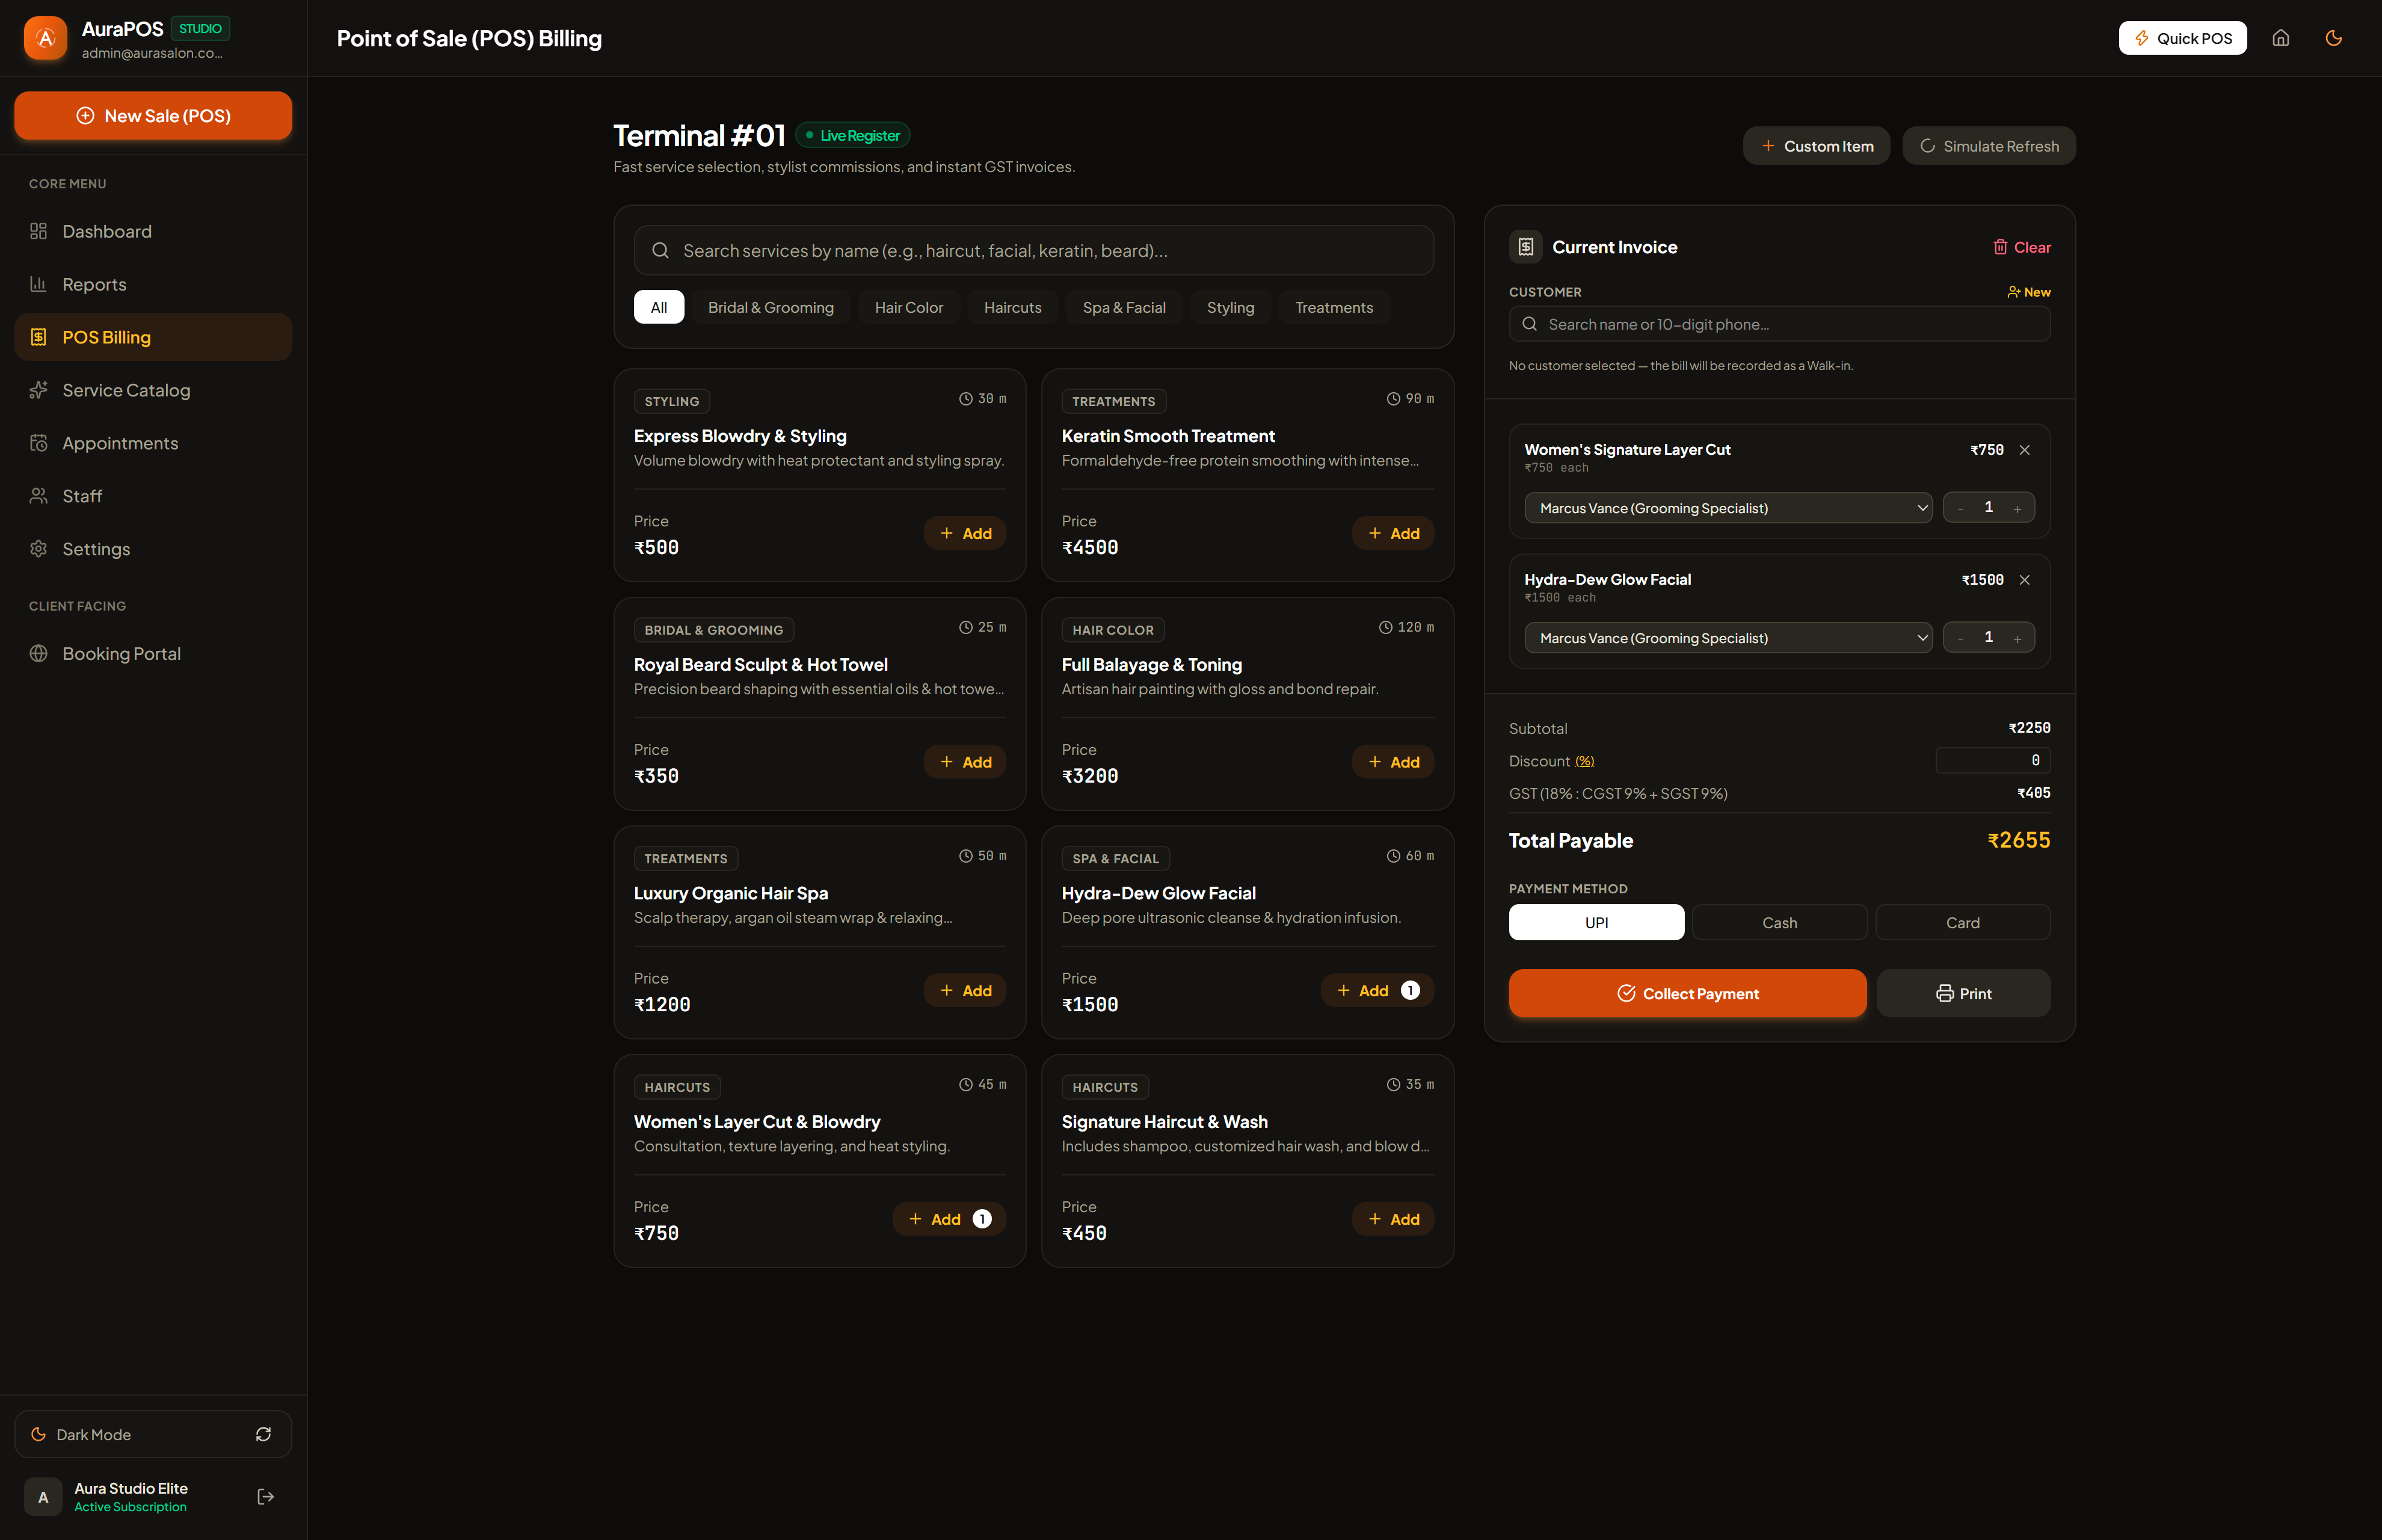 AuraPOS STUDIO
admin@aurasalon.co...
New Sale (POS)
CORE MENU
Dashboard
Reports
POS Billing
Service Catalog
Appointments
Staff
Settings
CLIENT FACING
Booking Portal
Dark Mode
A
Aura Studio Elite
Active Subscription
Point of Sale (POS) Billing
Quick POS
Terminal #01
Live Register
Fast service selection, stylist commissions, and instant GST invoices.
Custom Item
Simulate Refresh
Search services by name (e.g., haircut, facial, keratin, beard)...
All Bridal & Grooming Hair Color Haircuts Spa & Facial Styling Treatments
STYLING 30 m
Express Blowdry & Styling
Volume blowdry with heat protectant and styling spray.
Price
₹500
+ Add
TREATMENTS 90 m
Keratin Smooth Treatment
Formaldehyde-free protein smoothing with intense...
Price
₹4500
+ Add
BRIDAL & GROOMING 25 m
Royal Beard Sculpt & Hot Towel
Precision beard shaping with essential oils & hot towe...
Price
₹350
+ Add
HAIR COLOR 120 m
Full Balayage & Toning
Artisan hair painting with gloss and bond repair.
Price
₹3200
+ Add
TREATMENTS 50 m
Luxury Organic Hair Spa
Scalp therapy, argan oil steam wrap & relaxing...
Price
₹1200
+ Add
SPA & FACIAL 60 m
Hydra-Dew Glow Facial
Deep pore ultrasonic cleanse & hydration infusion.
Price
₹1500
+ Add 1
HAIRCUTS 45 m
Women's Layer Cut & Blowdry
Consultation, texture layering, and heat styling.
Price
₹750
+ Add 1
HAIRCUTS 35 m
Signature Haircut & Wash
Includes shampoo, customized hair wash, and blow d...
Price
₹450
+ Add
Current Invoice
Clear
CUSTOMER
New
Search name or 10-digit phone...
No customer selected — the bill will be recorded as a Walk-in.
Women's Signature Layer Cut ₹750
₹750 each
Marcus Vance (Grooming Specialist) - 1 +
Hydra-Dew Glow Facial ₹1500
₹1500 each
Marcus Vance (Grooming Specialist) - 1 +
Subtotal ₹2250
Discount (%) 0
GST (18% : CGST 9% + SGST 9%) ₹405
Total Payable ₹2655
PAYMENT METHOD
UPI Cash Card
Collect Payment
Print